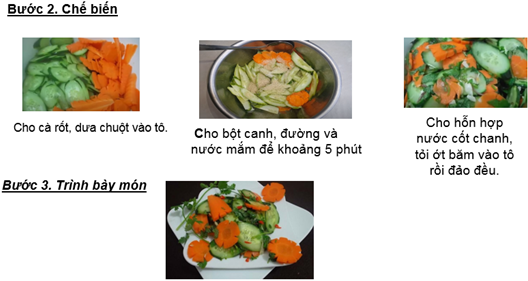 Bước 2. Chế biến
Cho cà rốt, dưa chuột vào tô.
Cho bột canh, đường và
nước mắm để khoảng 5 phút
Cho hỗn hợp
nước cốt chanh,
tỏi ớt băm vào tô
rồi đảo đều.
Bước 3. Trình bày món